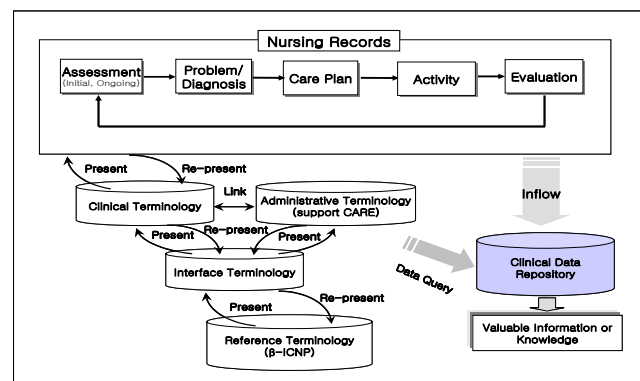 Nursing Records
Assessment
(Initial, Ongoing)
Problem/
Diagnosis
Care Plan
Activity
Evaluation
Present
Re-present
Link
Clinical Terminology
Administrative Terminology
(support CARE)
Inflow
Present
Re-present
Present
Interface Terminology
Data Query
Clinical Data
Repository
Present
Re-present
Reference Terminology
(β-ICNP)
Valuable Information or
Knowledge